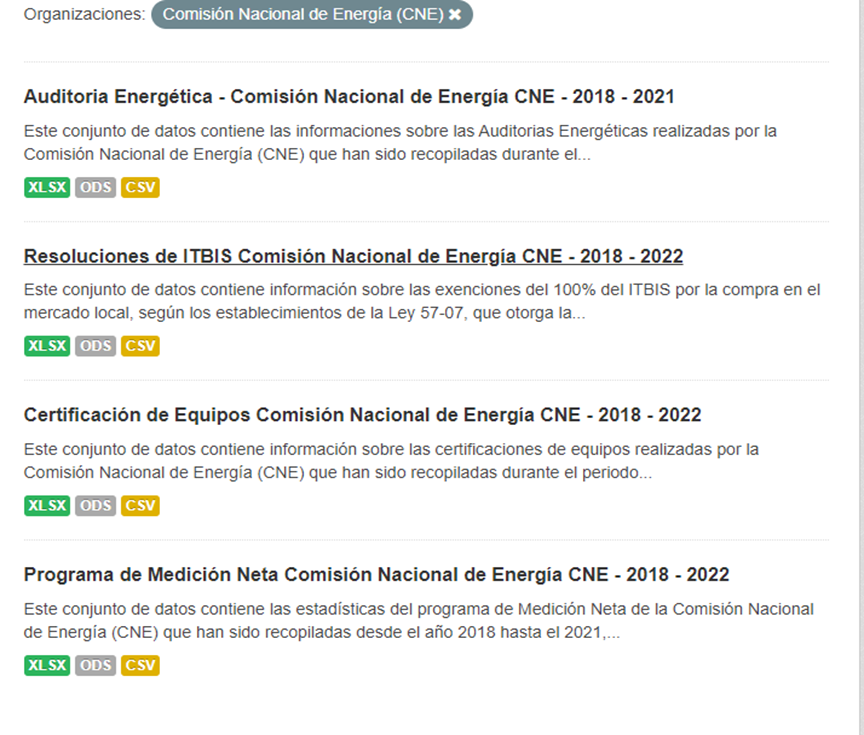 Organizaciones: Comisión Nacional de Energía (CNE) ✖
Auditoria Energética - Comisión Nacional de Energía CNE - 2018 - 2021
Este conjunto de datos contiene las informaciones sobre las Auditorias Energéticas realizadas por la
Comisión Nacional de Energía (CNE) que han sido recopiladas durante el...
XLSX ODS CSV
Resoluciones de ITBIS Comisión Nacional de Energía CNE - 2018 - 2022
Este conjunto de datos contiene información sobre las exenciones del 100% del ITBIS por la compra en el
mercado local, según los establecimientos de la Ley 57-07, que otorga la...
XLSX ODS CSV
Certificación de Equipos Comisión Nacional de Energía CNE - 2018 - 2022
Este conjunto de datos contiene información sobre las certificaciones de equipos realizadas por la
Comisión Nacional de Energía (CNE) que han sido recopiladas durante el periodo...
XLSX ODS CSV
Programa de Medición Neta Comisión Nacional de Energía CNE - 2018 - 2022
Este conjunto de datos contiene las estadísticas del programa de Medición Neta de la Comisión Nacional
de Energía (CNE) que han sido recopiladas desde el año 2018 hasta el 2021,...
XLSX ODS CSV